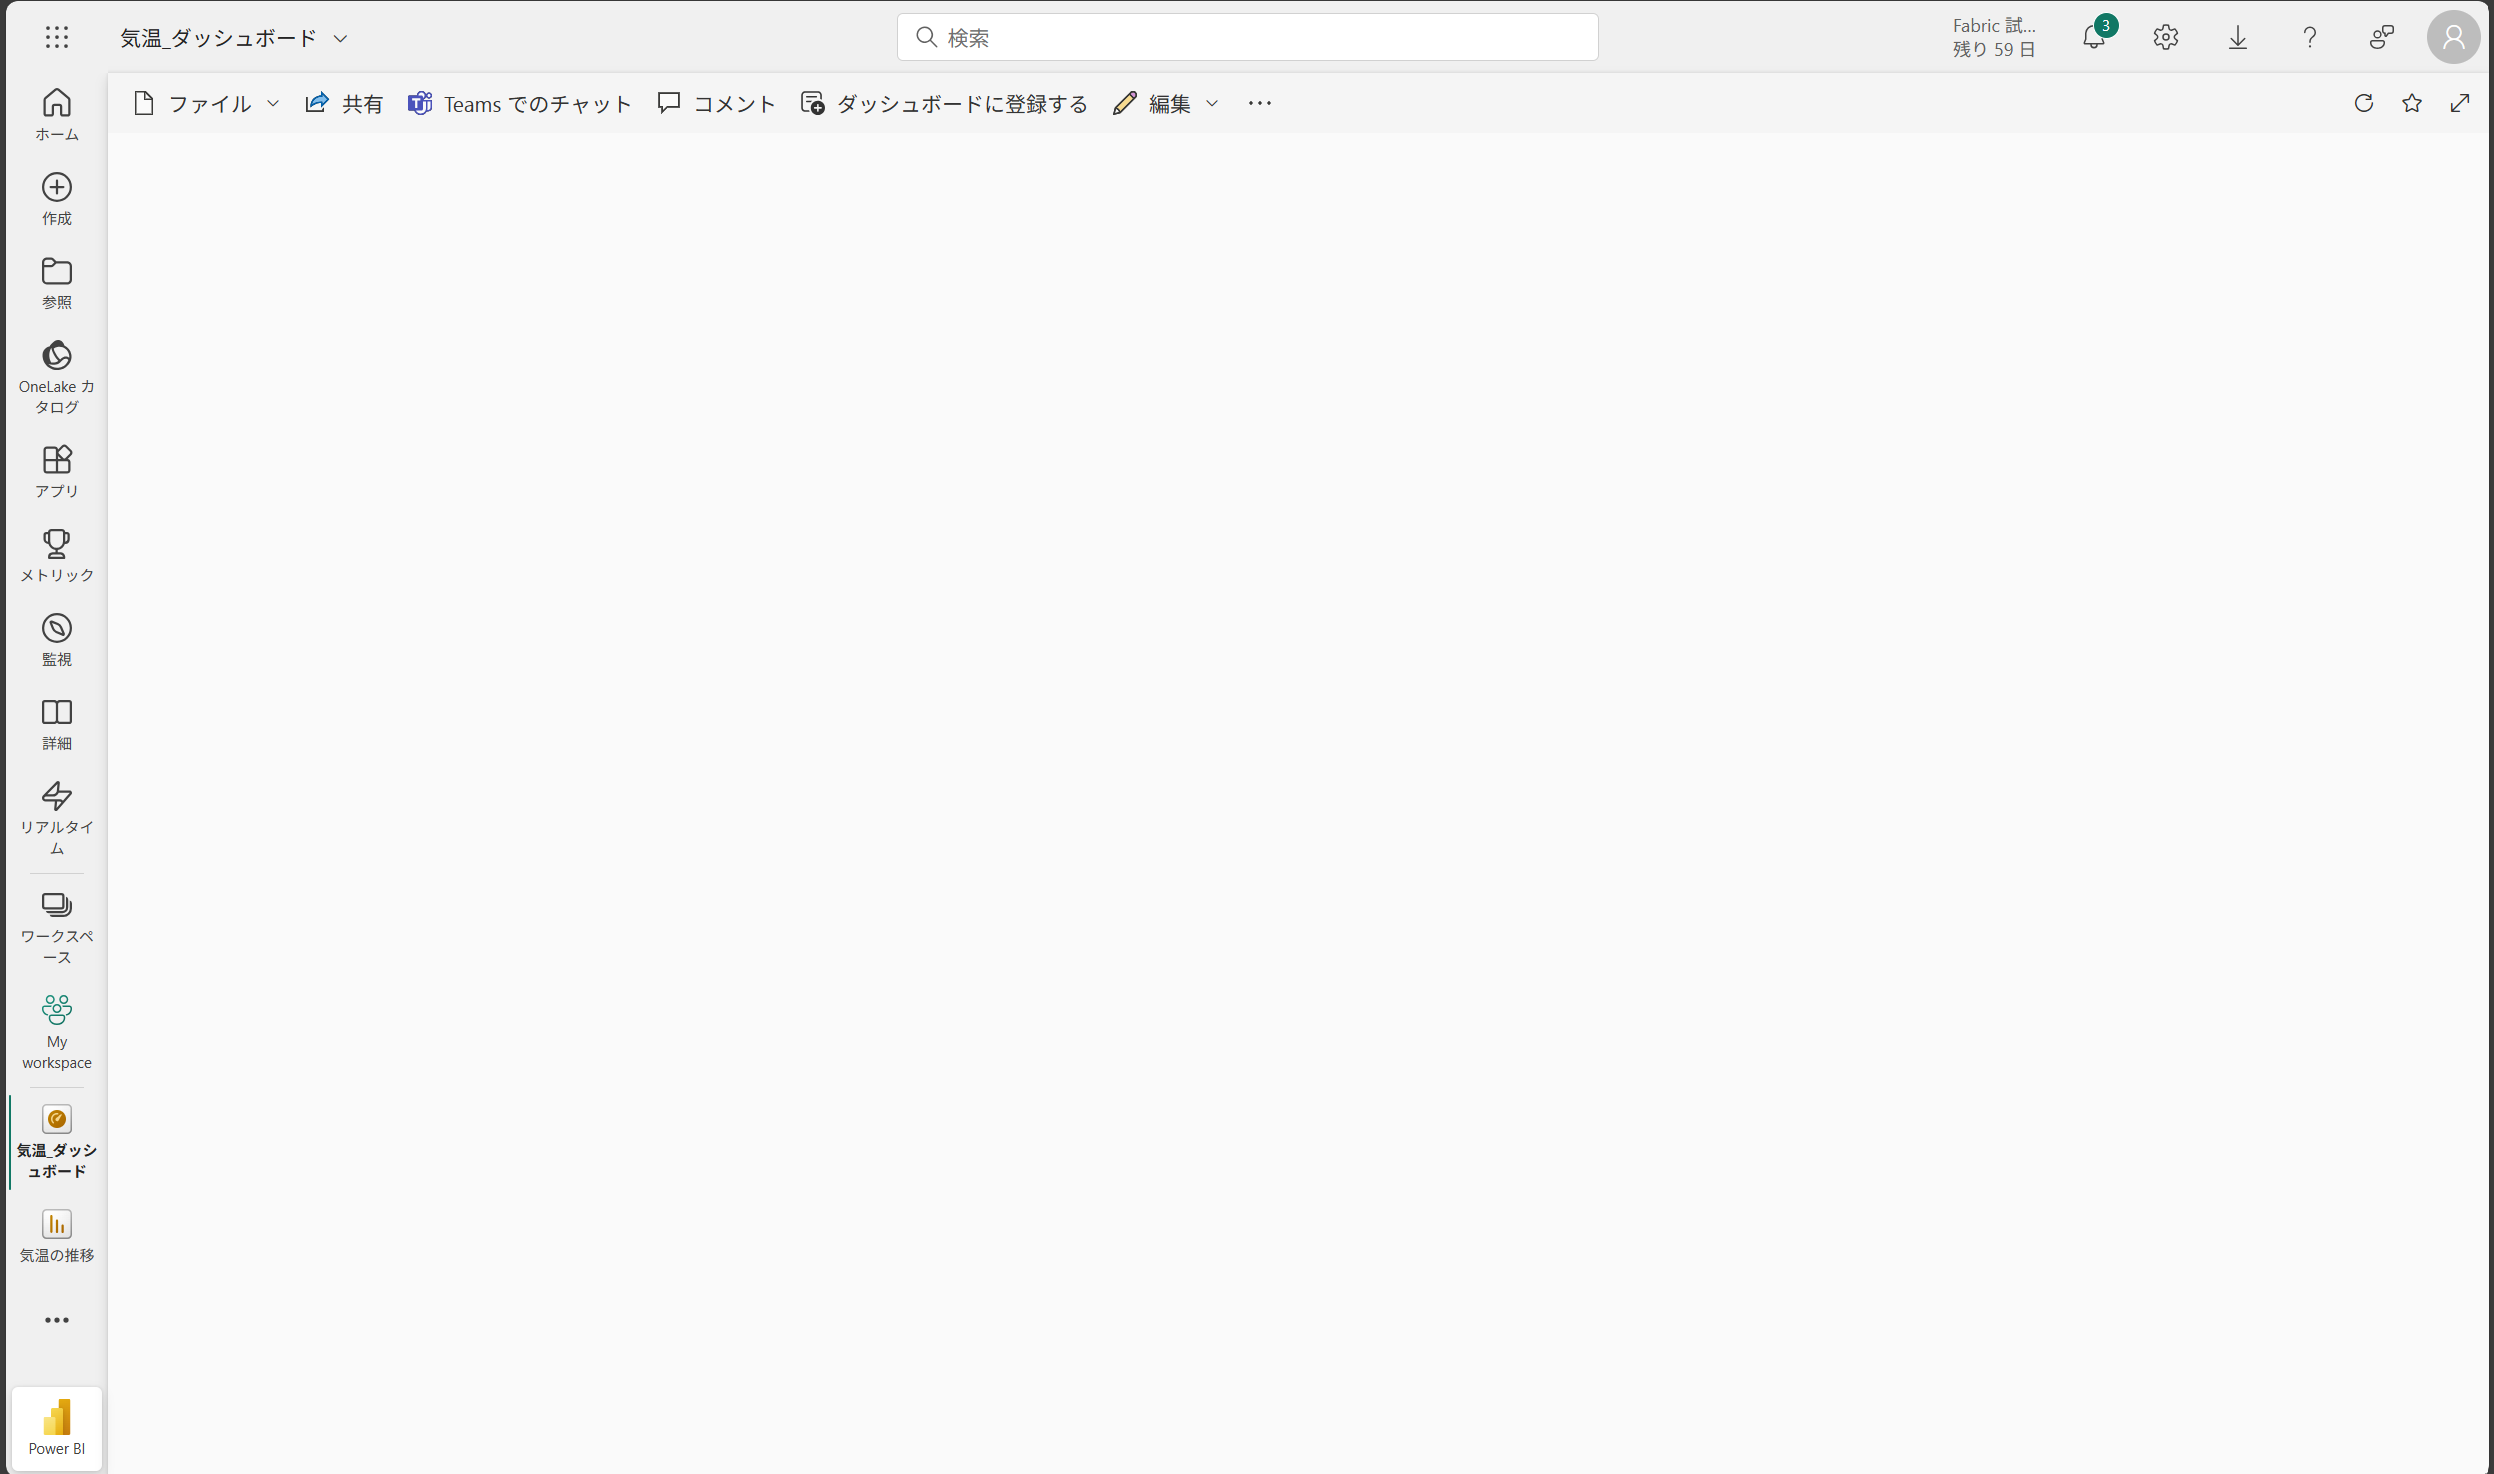 気温_ダッシュボード
検索
Fabric 試...
残り 59 日
3
ファイル
共有
Teams でのチャット
コメント
ダッシュボードに登録する
編集
ホーム
作成
参照
OneLake カ
タログ
アプリ
メトリック
監視
詳細
リアルタイ
ム
ワークスペ
ース
My
workspace
気温_ダッシ
ュボード
気温の推移
Power BI